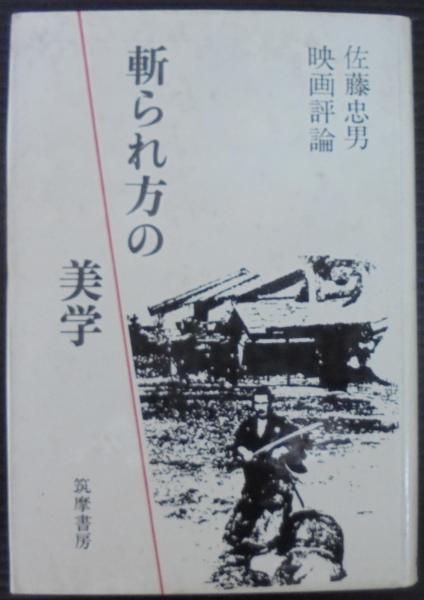 佐藤忠男
映画評論
斬られ方の
美学
筑摩書房